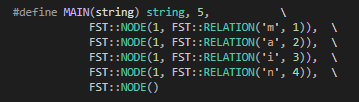 #define MAIN(string) string, 5, \
FST::NODE(1, FST::RELATION('m', 1)), \
FST::NODE(1, FST::RELATION('a', 2)), \
FST::NODE(1, FST::RELATION('i', 3)), \
FST::NODE(1, FST::RELATION('n', 4)), \
FST::NODE()